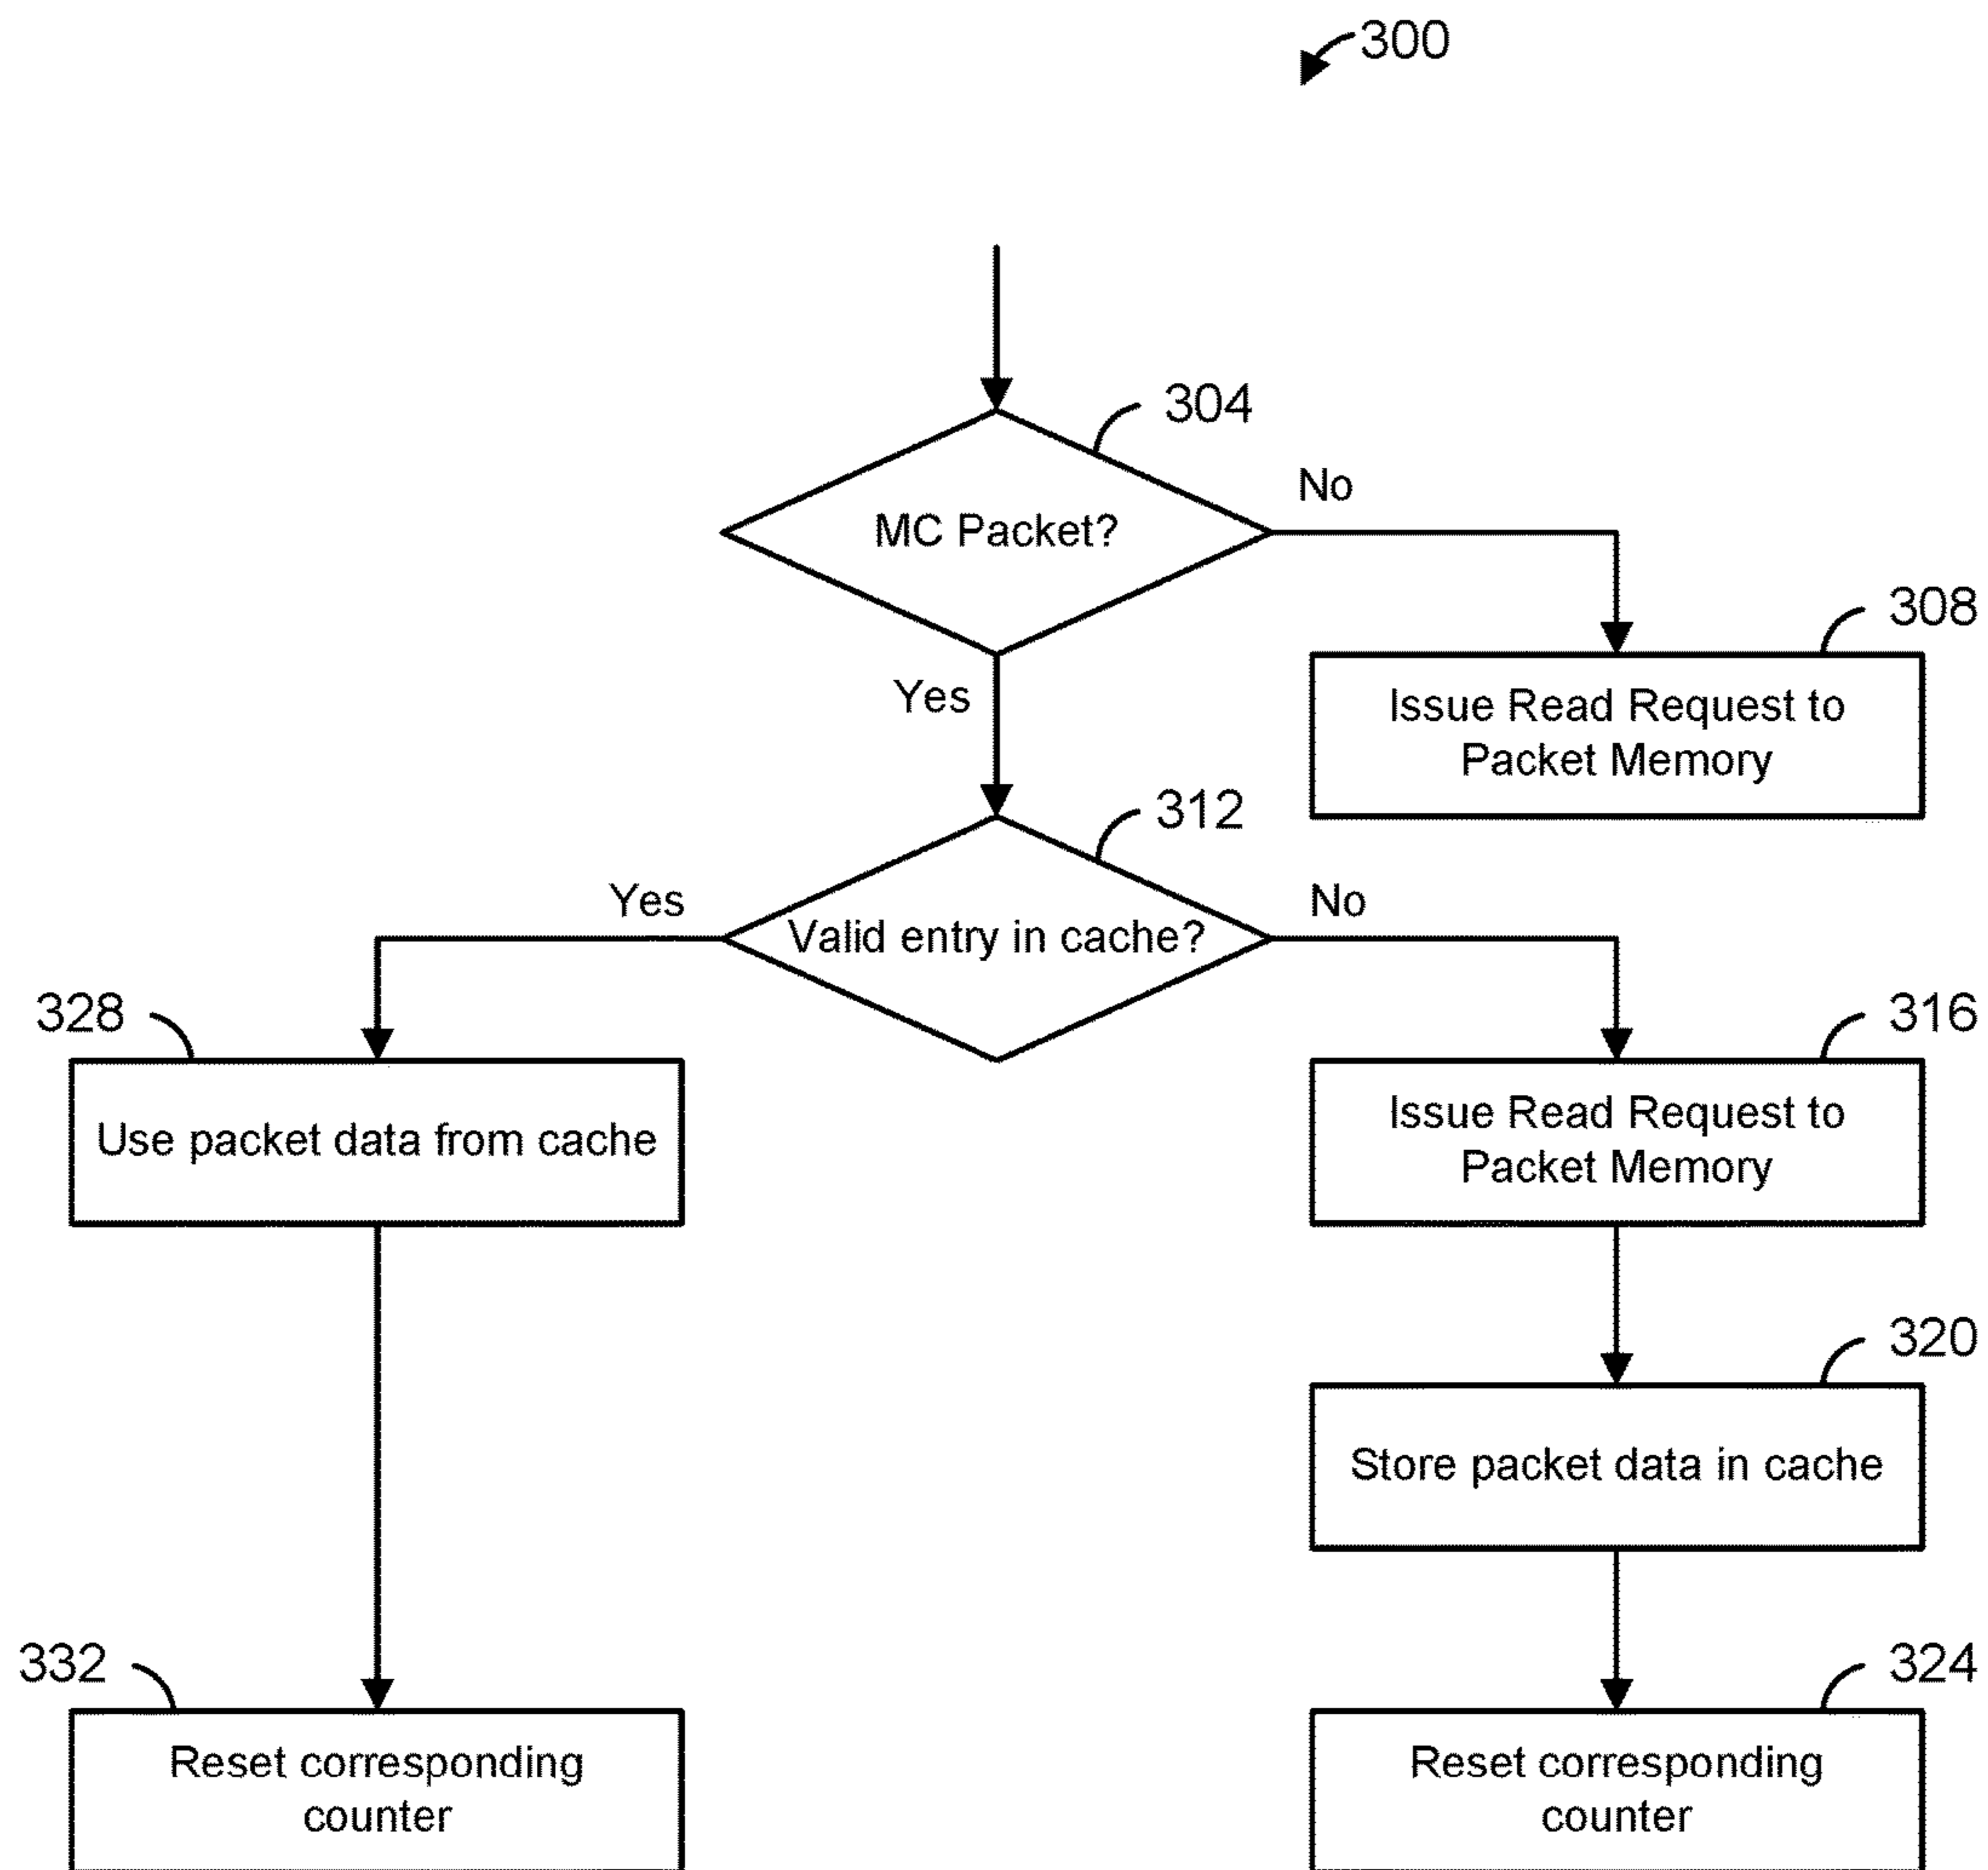 300
304
MC Packet?
No
308
Yes
Issue Read Request to
Packet Memory
312
Yes
No
Valid entry in cache?
328
316
Use packet data from cache
Issue Read Request to
Packet Memory
320
Store packet data in cache
332
324
Reset corresponding
counter
Reset corresponding
counter